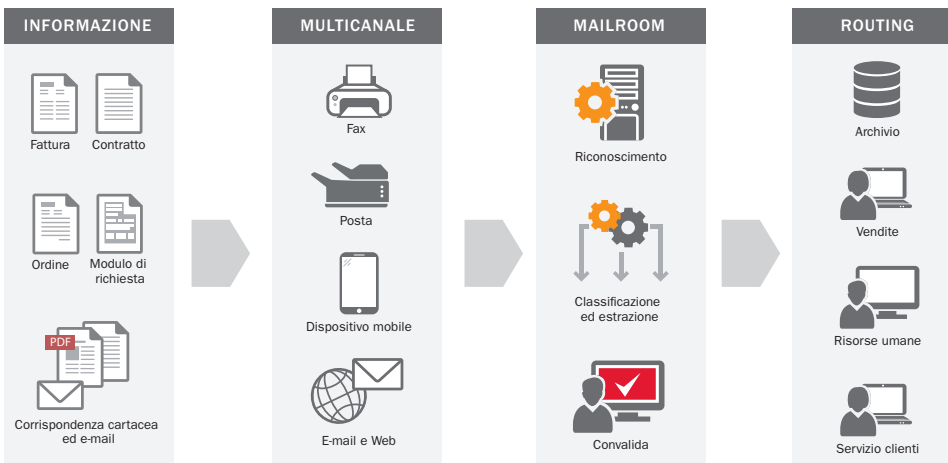 INFORMAZIONE
Fattura
Contratto
Ordine
Modulo di
richiesta
PDF
Corrispondenza cartacea
ed e-mail
MULTICANALE
Fax
Posta
Dispositivo mobile
E-mail e Web
MAILROOM
Riconoscimento
Classificazione
ed estrazione
Convalida
ROUTING
Archivio
Vendite
Risorse umane
Servizio clienti